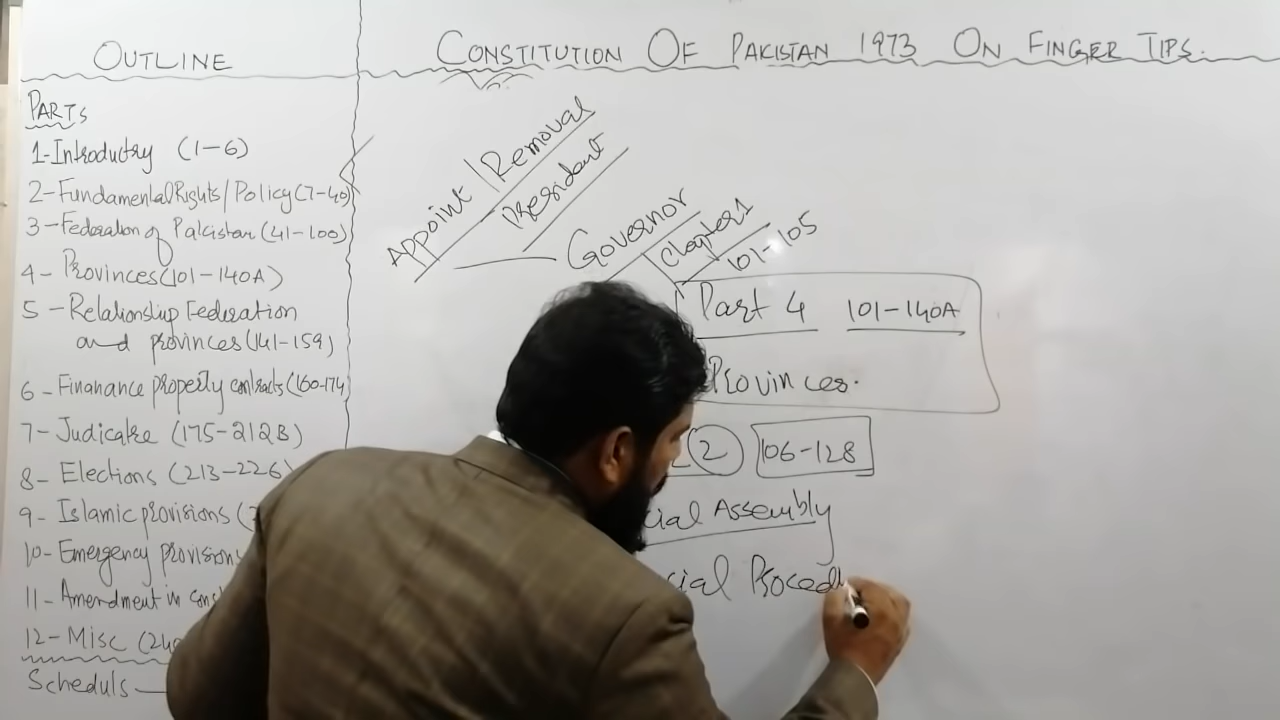 OUTLINE
CONSTITUTION OF PAKISTAN 1973 ON FINGER TIPS.
PARTS
1-Introductry (1-6)
2-Fundamental Rights/Policy (7-40)
3-Federation of Pakistan (41-100)
4-Provinces (101-140A)
5-Relationship Federation
and provinces (141-159)
6-Finanance property contracts (160-174
7-Judicatre (175-212B)
8-Elections (213-226)
9-Islamic provisions (
10-Emergency provisions
11-Amendment in
12-Misc (
Scheduls
Appoint/Removal
President
Governor
Chapter 1
101-105
Part 4 101-140A
Provinces.
2 106-128
cial Assembly
cial Proced